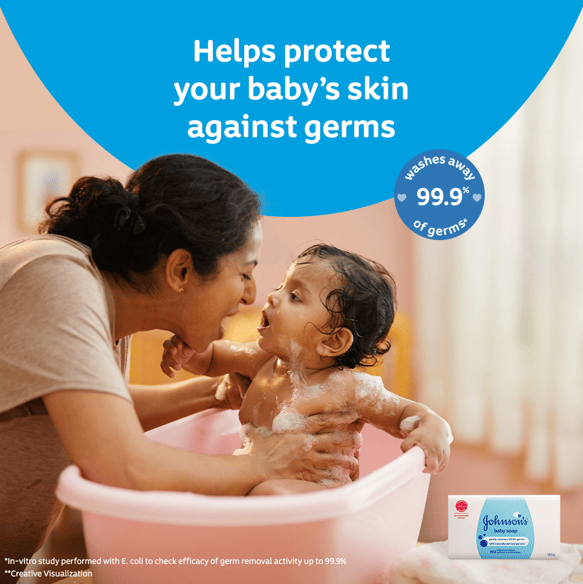 Helps protect
your baby's skin
against germs
washes away
99.9%
of germs*
Johnson's
baby soap
*In-vitro study performed with E. coli to check efficacy of germ removal activity up to 99.9%
**Creative Visualization